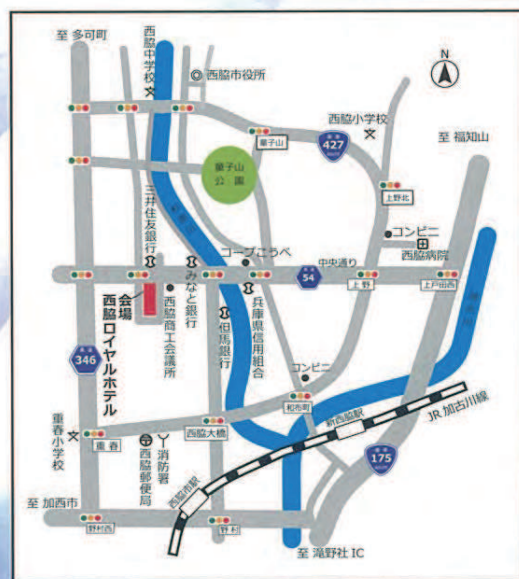 至 多可町
西脇中学校
西脇市役所
N
西脇小学校
427
至 福知山
童子山
童子山
公 園
上野北
三井住友銀行
コンビニ
西脇病院
コープこうべ
中央通り
みなと銀行
54
上 野
上戸田西
会場
西脇ロイヤルホテル
西脇商工会議所
但馬銀行
兵庫県信用組合
346
コンビニ
和布町
重春小学校
重 春
西脇大橋
新西脇駅
JR 加古川線
西脇郵便局
消防署
175
西脇市駅
至 加西市
野村西
野 村
至 滝野社 IC